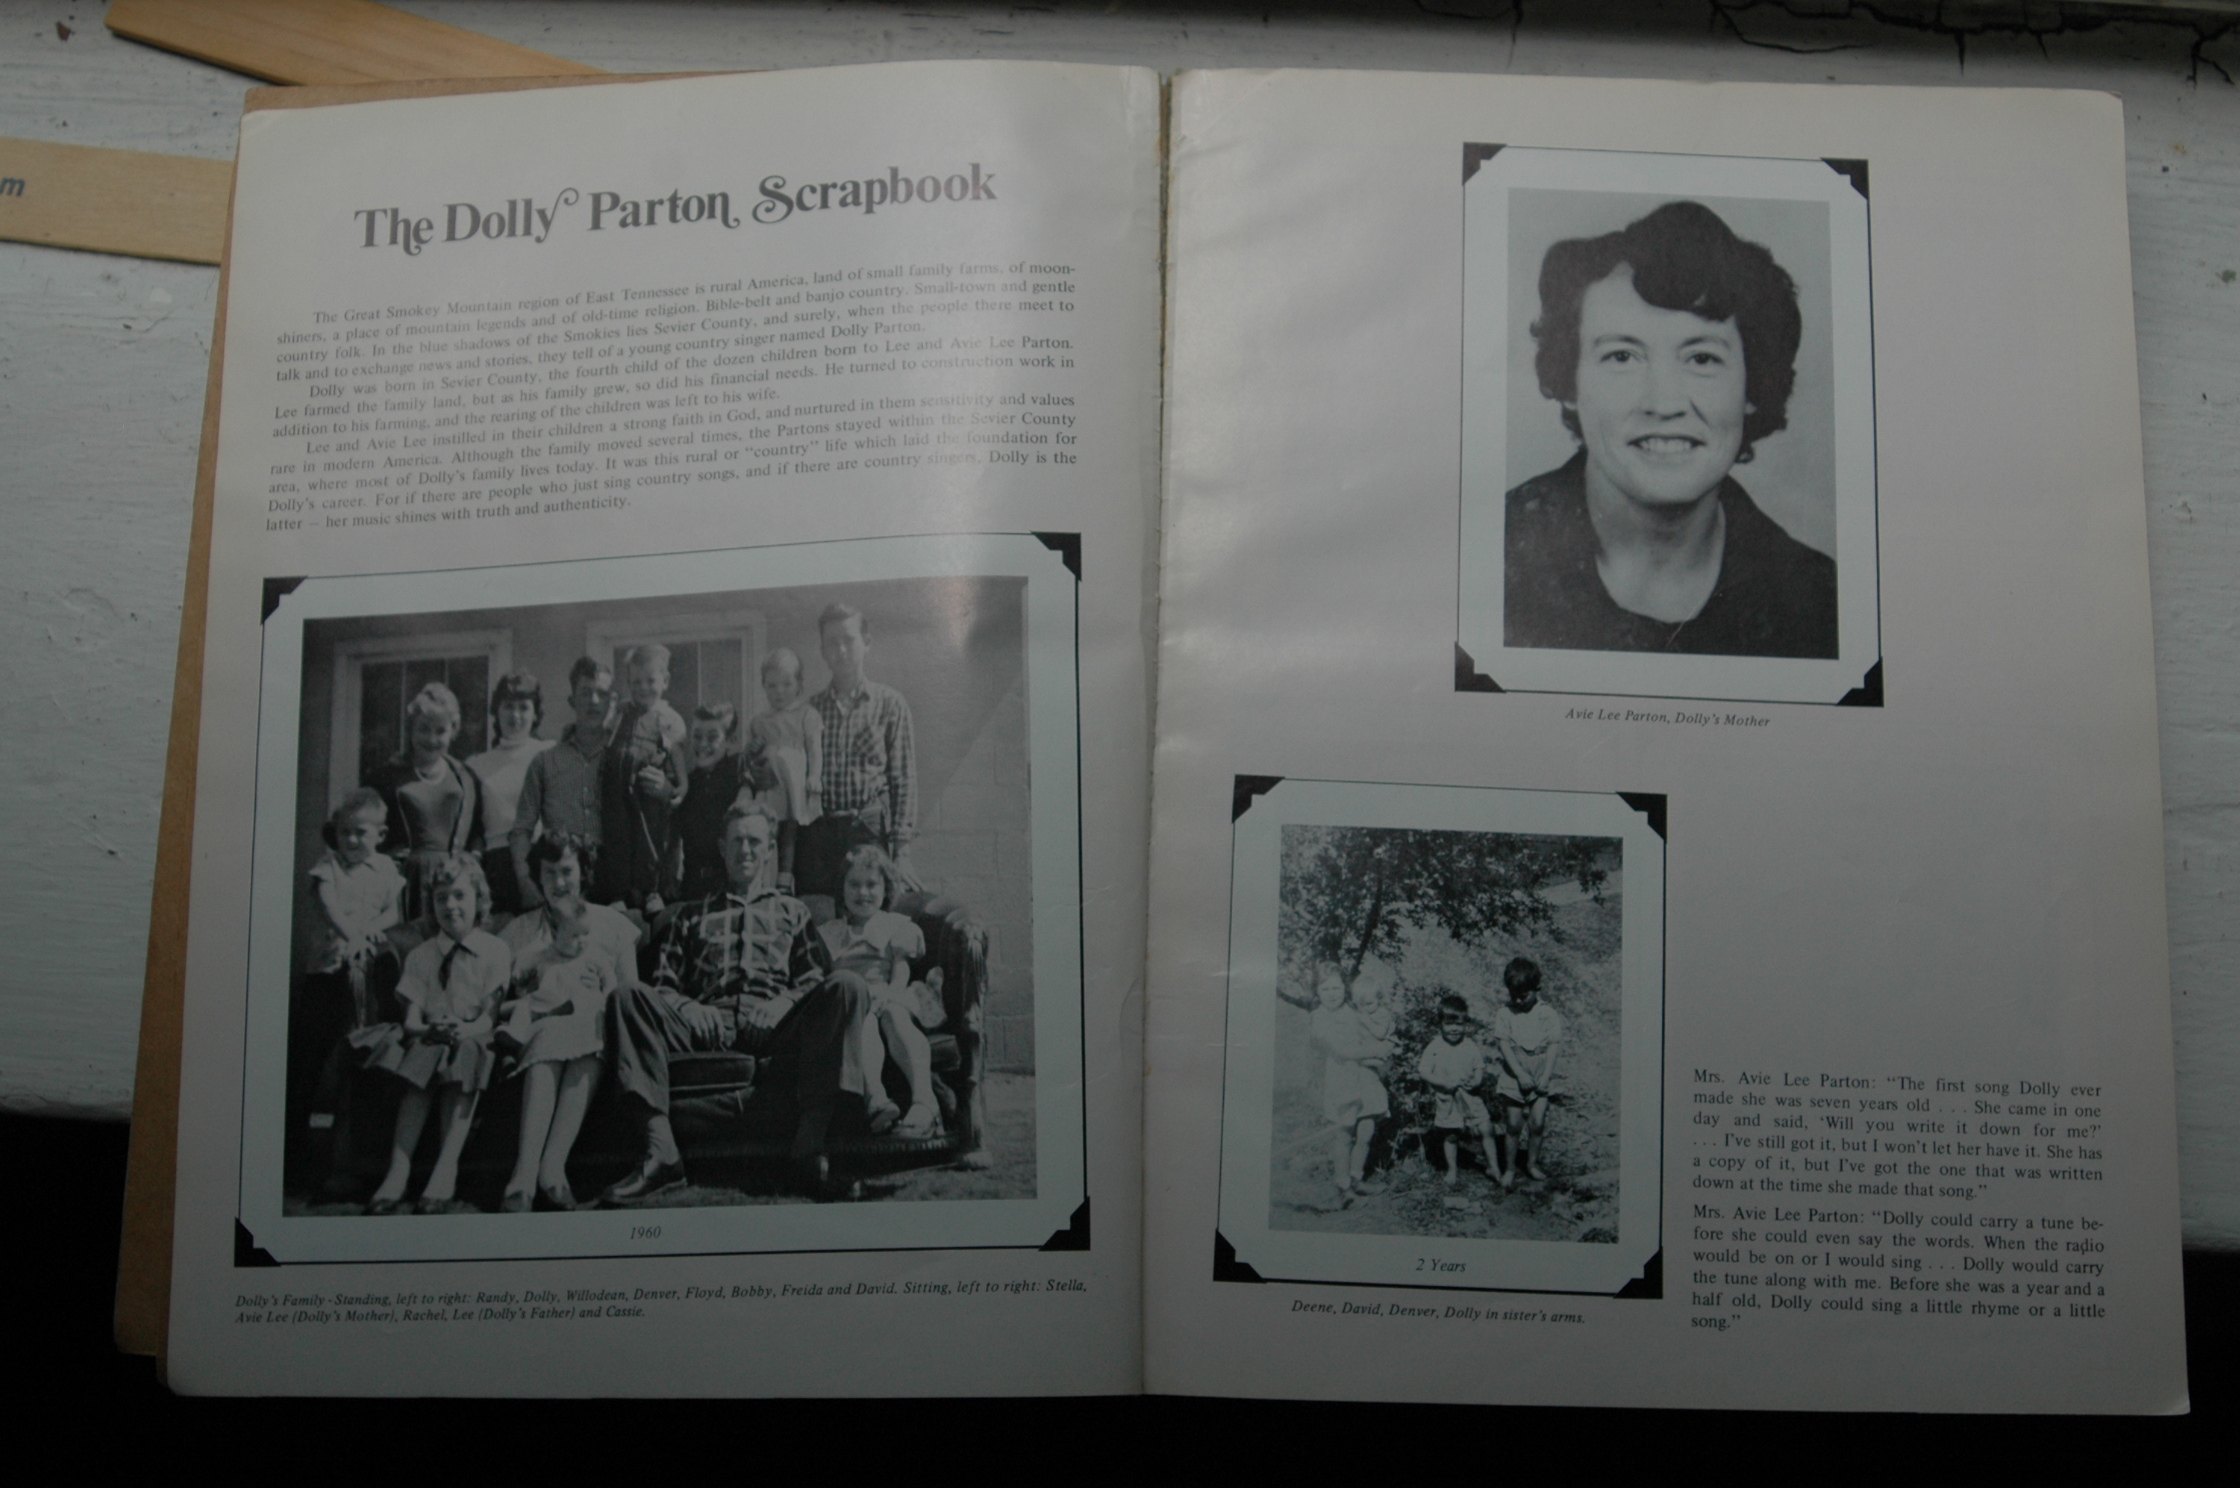 The Dolly Parton Scrapbook
The Great Smokey Mountain region of East Tennessee is rural America, land of small family farms, of moon-
shiners, a place of mountain legends and of old-time religion. Bible-belt and banjo country. Small-town and gentle
country folk. In the blue shadows of the Smokies lies Sevier County, and surely, when the people there meet to
talk and to exchange news and stories, they tell of a young country singer named Dolly Parton.
Dolly was born in Sevier County, the fourth child of the dozen children born to Lee and Avie Lee Parton.
Lee farmed the family land, but as his family grew, so did his financial needs. He turned to construction work in
addition to his farming, and the rearing of the children was left to his wife.
Lee and Avie Lee instilled in their children a strong faith in God, and nurtured in them sensitivity and values
rare in modern America. Although the family moved several times, the Partons stayed within the Sevier County
area, where most of Dolly's family lives today. It was this rural or "country" life which laid the foundation for
Dolly's career. For if there are people who just sing country songs, and if there are country singers, Dolly is the
latter – her music shines with truth and authenticity.
1960
Dolly's Family - Standing, left to right: Randy, Dolly, Willodean, Denver, Floyd, Bobby, Freida and David. Sitting, left to right: Stella,
Avie Lee (Dolly's Mother), Rachel, Lee (Dolly's Father) and Cassie.
Avie Lee Parton, Dolly's Mother
2 Years
Deene, David, Denver, Dolly in sister's arms.
Mrs. Avie Lee Parton: "The first song Dolly ever
made she was seven years old . . . She came in one
day and said, 'Will you write it down for me?'
. . . I've still got it, but I won't let her have it. She has
a copy of it, but I've got the one that was written
down at the time she made that song."
Mrs. Avie Lee Parton: "Dolly could carry a tune be-
fore she could even say the words. When the radio
would be on or I would sing . . . Dolly would carry
the tune along with me. Before she was a year and a
half old, Dolly could sing a little rhyme or a little
song."
m